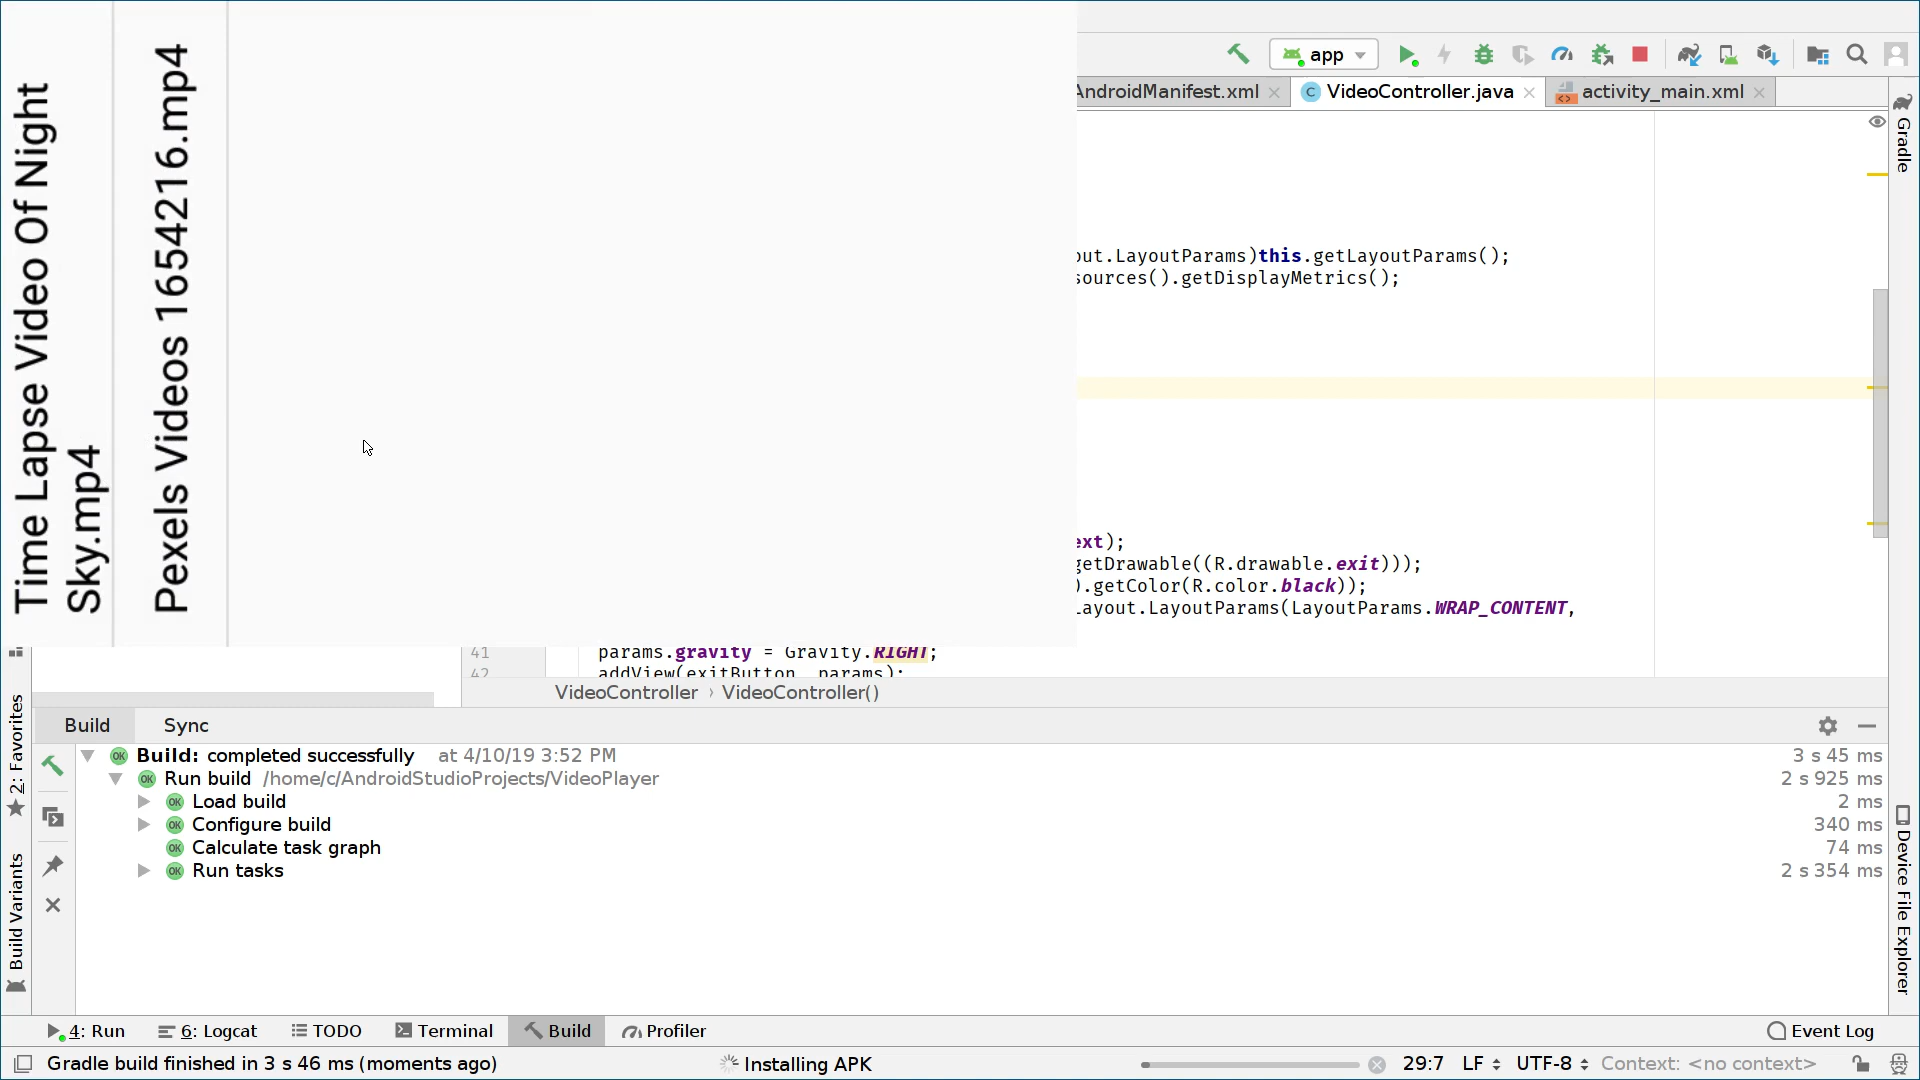 Time Lapse Video Of Night
Sky.mp4
Pexels Videos 1654216.mp4
app
AndroidManifest.xml
VideoController.java
activity_main.xml
Gradle
out.LayoutParams)this.getLayoutParams();
sources().getDisplayMetrics();
ext);
getDrawable((R.drawable.exit)));
).getColor(R.color.black));
Layout.LayoutParams(LayoutParams.WRAP_CONTENT,
41 params.gravity = Gravity.RIGHT;
42 addView(exitButton, params);
VideoController › VideoController()
2: Favorites
Build Variants
Build Sync
Build: completed successfully at 4/10/19 3:52 PM 3 s 45 ms
Run build /home/c/AndroidStudioProjects/VideoPlayer 2 s 925 ms
Load build 2 ms
Configure build 340 ms
Calculate task graph 74 ms
Run tasks 2 s 354 ms
Device File Explorer
4: Run 6: Logcat TODO Terminal Build Profiler Event Log
Gradle build finished in 3 s 46 ms (moments ago) Installing APK 29:7 LF UTF-8 Context: <no context>